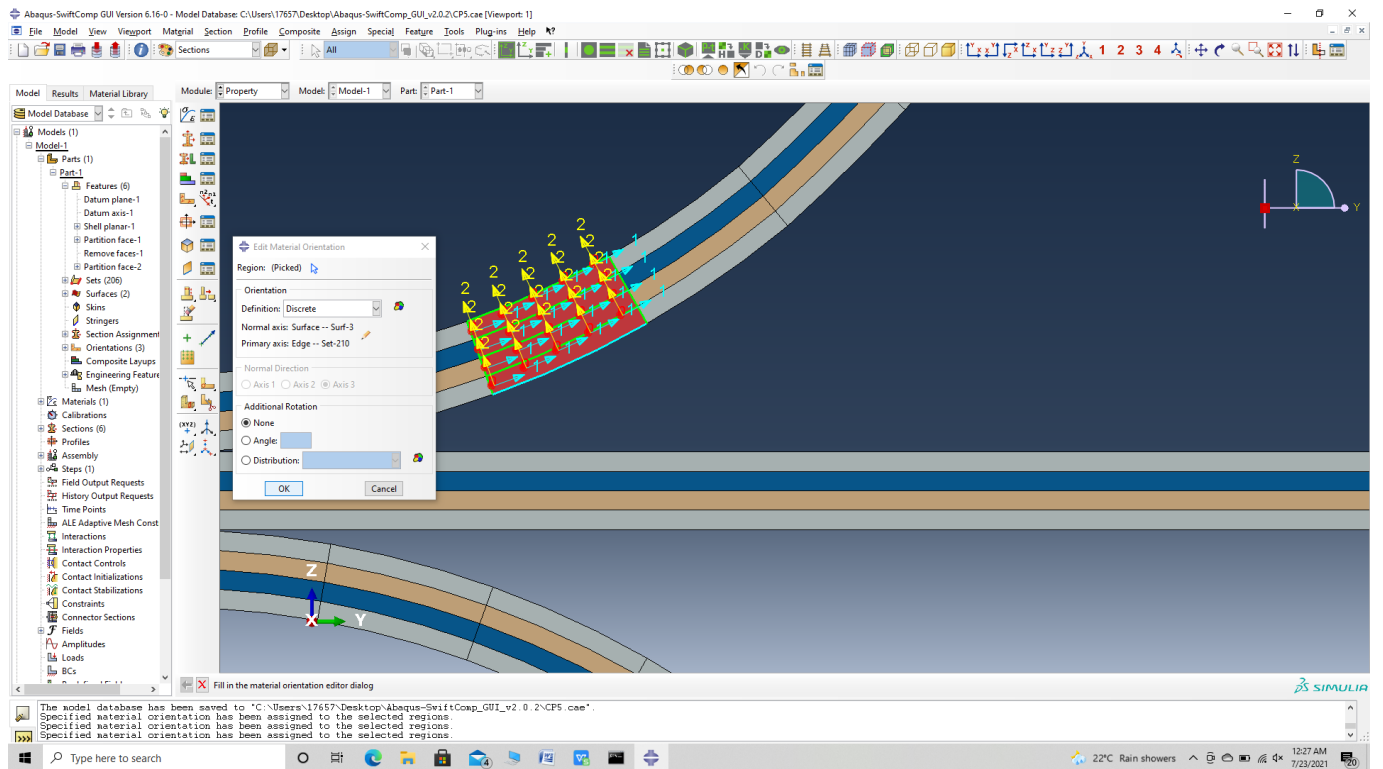 Abaqus-SwiftComp GUI Version 6.16-0 - Model Database: C:\Users\17657\Desktop\Abaqus-SwiftComp_GUI_v2.0.2\CP5.cae [Viewport: 1]
File Model View Viewport Material Section Profile Composite Assign Special Feature Tools Plug-ins Help
Sections All 1 2 3 4
Model Results Material Library Module: Property Model: Model-1 Part: Part-1
Model Database
Models (1)
Model-1
Parts (1)
Part-1
Features (6)
Datum plane-1
Datum axis-1
Shell planar-1
Partition face-1
Remove faces-1
Partition face-2
Sets (206)
Surfaces (2)
Skins
Stringers
Section Assignment
Orientations (3)
Composite Layups
Engineering Feature
Mesh (Empty)
Materials (1)
Calibrations
Sections (6)
Profiles
Assembly
Steps (1)
Field Output Requests
History Output Requests
Time Points
ALE Adaptive Mesh Const
Interactions
Interaction Properties
Contact Controls
Contact Initializations
Contact Stabilizations
Constraints
Connector Sections
Fields
Amplitudes
Loads
BCs
Edit Material Orientation
Region: (Picked)
Orientation
Definition: Discrete
Normal axis: Surface -- Surf-3
Primary axis: Edge -- Set-210
Normal Direction
Axis 1 Axis 2 Axis 3
Additional Rotation
None
Angle:
Distribution:
OK Cancel
Z
X Y
Z
X Y
Fill in the material orientation editor dialog
SIMULIA
The model database has been saved to "C:\Users\17657\Desktop\Abaqus-SwiftComp_GUI_v2.0.2\CP5.cae".
Specified material orientation has been assigned to the selected regions.
Specified material orientation has been assigned to the selected regions.
Specified material orientation has been assigned to the selected regions.
Type here to search
22°C Rain showers
12:27 AM
7/23/2021
20